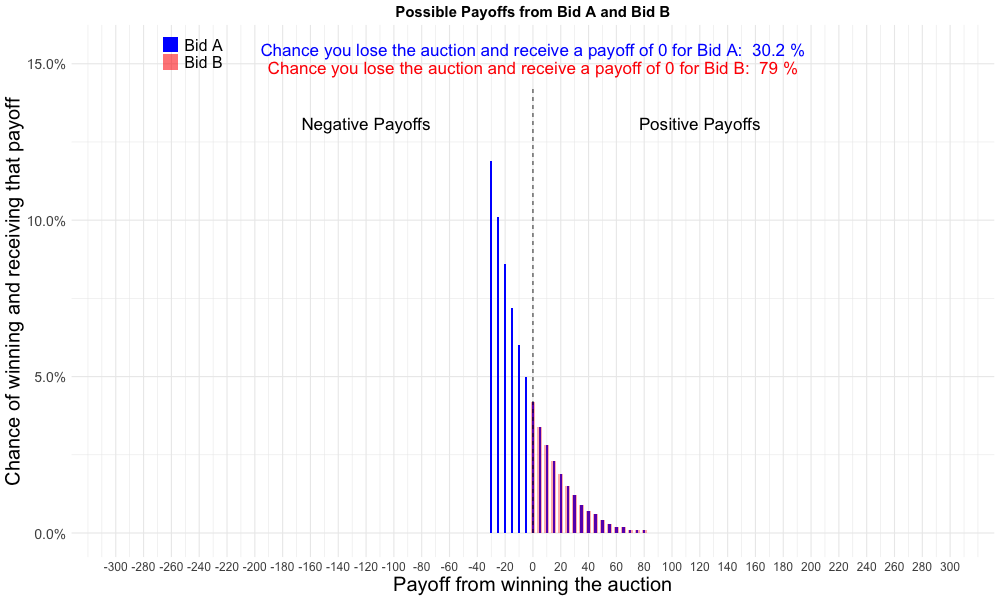 Possible Payoffs from Bid A and Bid B
Bid A
Bid B
Chance you lose the auction and receive a payoff of 0 for Bid A:  30.2 %
Chance you lose the auction and receive a payoff of 0 for Bid B:  79 %
Negative Payoffs
Positive Payoffs
Chance of winning and receiving that payoff
15.0%
10.0%
5.0%
0.0%
-300 -280 -260 -240 -220 -200 -180 -160 -140 -120 -100 -80 -60 -40 -20 0 20 40 60 80 100 120 140 160 180 200 220 240 260 280 300
Payoff from winning the auction